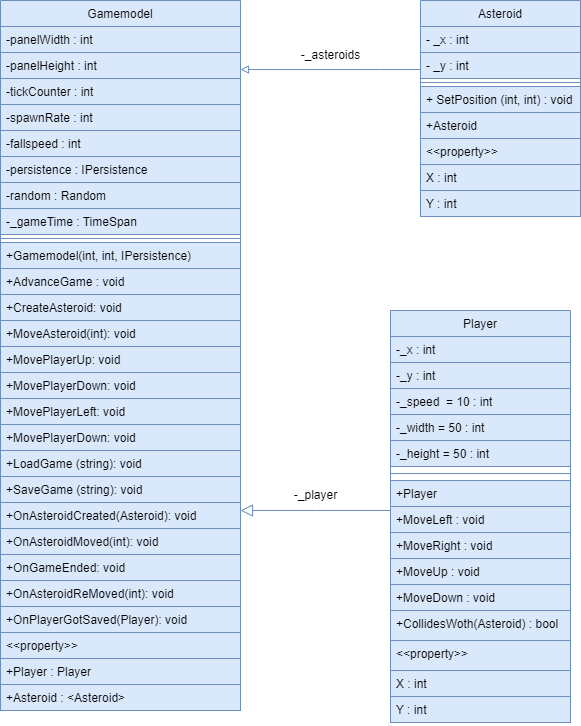 Gamemodel
-panelWidth : int
-panelHeight : int
-tickCounter : int
-spawnRate : int
-fallspeed : int
-persistence : IPersistence
-random : Random
-_gameTime : TimeSpan
+Gamemodel(int, int, IPersistence)
+AdvanceGame : void
+CreateAsteroid: void
+MoveAsteroid(int): void
+MovePlayerUp: void
+MovePlayerDown: void
+MovePlayerLeft: void
+MovePlayerDown: void
+LoadGame (string): void
+SaveGame (string): void
+OnAsteroidCreated(Asteroid): void
+OnAsteroidMoved(int): void
+OnGameEnded: void
+OnAsteroidReMoved(int): void
+OnPlayerGotSaved(Player): void
<<property>>
+Player : Player
+Asteroid : <Asteroid>
-_asteroids
Asteroid
- _x : int
- _y : int
+ SetPosition (int, int) : void
+Asteroid
<<property>>
X : int
Y : int
-_player
Player
-_x : int
-_y : int
-_speed = 10 : int
-_width = 50 : int
-_height = 50 : int
+Player
+MoveLeft : void
+MoveRight : void
+MoveUp : void
+MoveDown : void
+CollidesWoth(Asteroid) : bool
<<property>>
X : int
Y : int